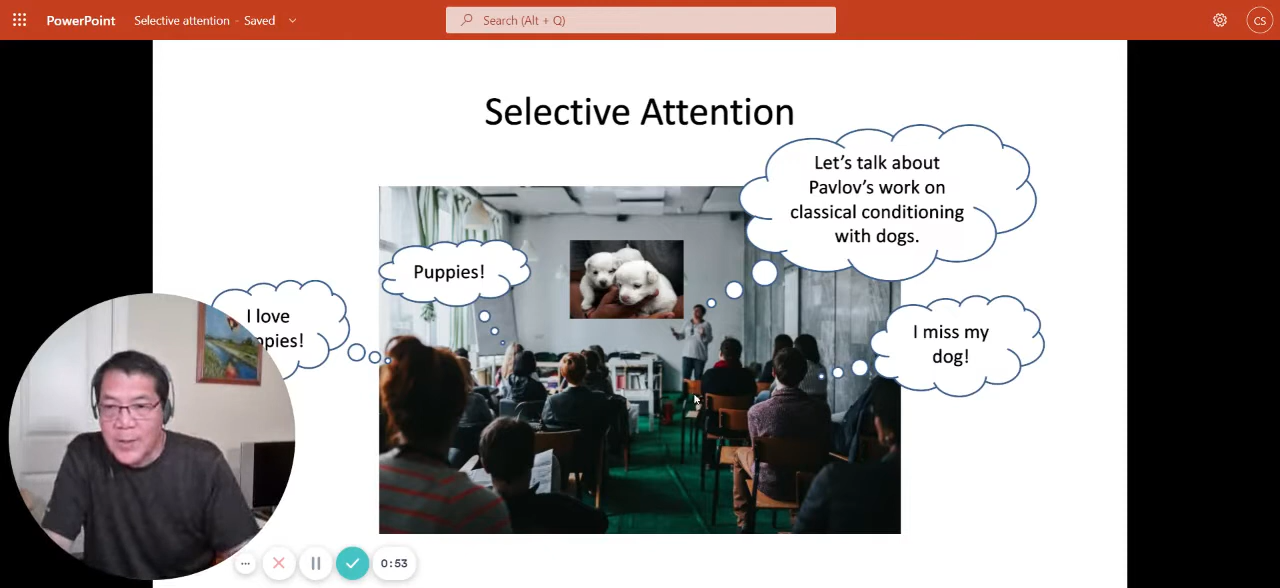 PowerPoint
Selective attention - Saved
Search (Alt + Q)
CS
Selective Attention
Let's talk about
Pavlov's work on
classical conditioning
with dogs.
Puppies!
I love
ppies!
I miss my
dog!
0:53